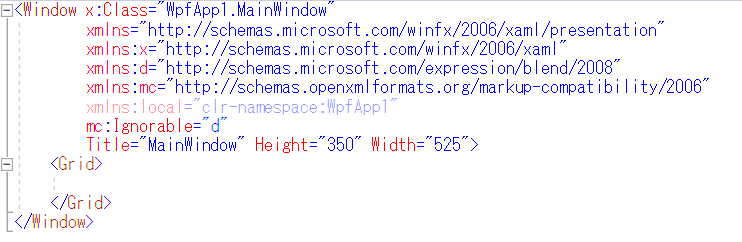 <Window x:Class="WpfApp1.MainWindow"
xmlns="http://schemas.microsoft.com/winfx/2006/xaml/presentation"
xmlns:x="http://schemas.microsoft.com/winfx/2006/xaml"
xmlns:d="http://schemas.microsoft.com/expression/blend/2008"
xmlns:mc="http://schemas.openxmlformats.org/markup-compatibility/2006"
xmlns:local="clr-namespace:WpfApp1"
mc:Ignorable="d"
Title="MainWindow" Height="350" Width="525">
<Grid>
</Grid>
</Window>